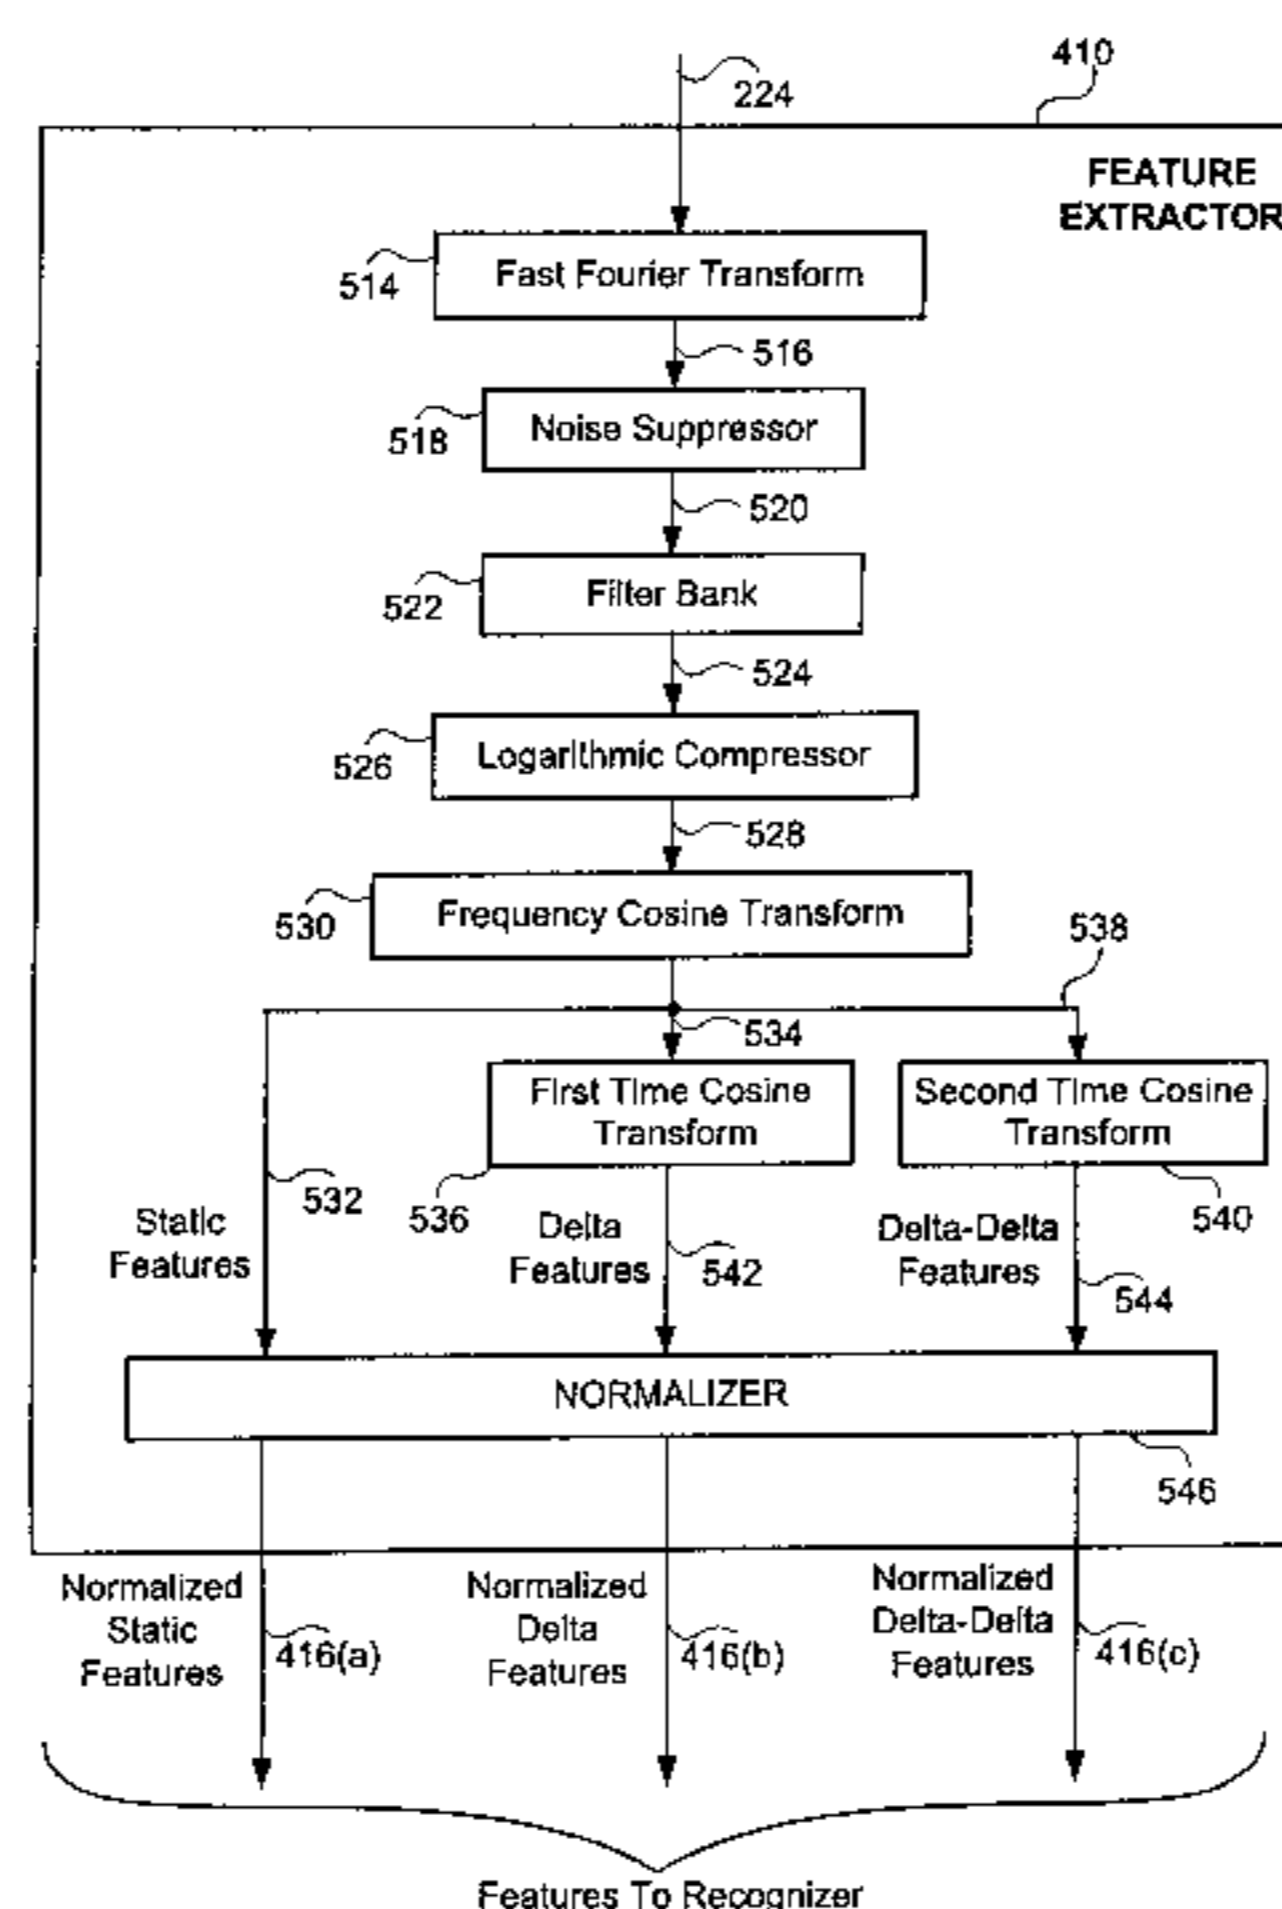 410
224
FEATURE
EXTRACTOR
514
Fast Fourier Transform
516
518
Noise Suppressor
520
522
Filter Bank
524
526
Logarithmic Compressor
528
530
Frequency Cosine Transform
538
534
First Time Cosine
Transform
Second Time Cosine
Transform
532
536
540
Static
Features
Delta
Features
542
Delta-Delta
Features
544
NORMALIZER
546
Normalized
Static
Features
416(a)
Normalized
Delta
Features
416(b)
Normalized
Delta-Delta
Features
416(c)
Features To Recognizer